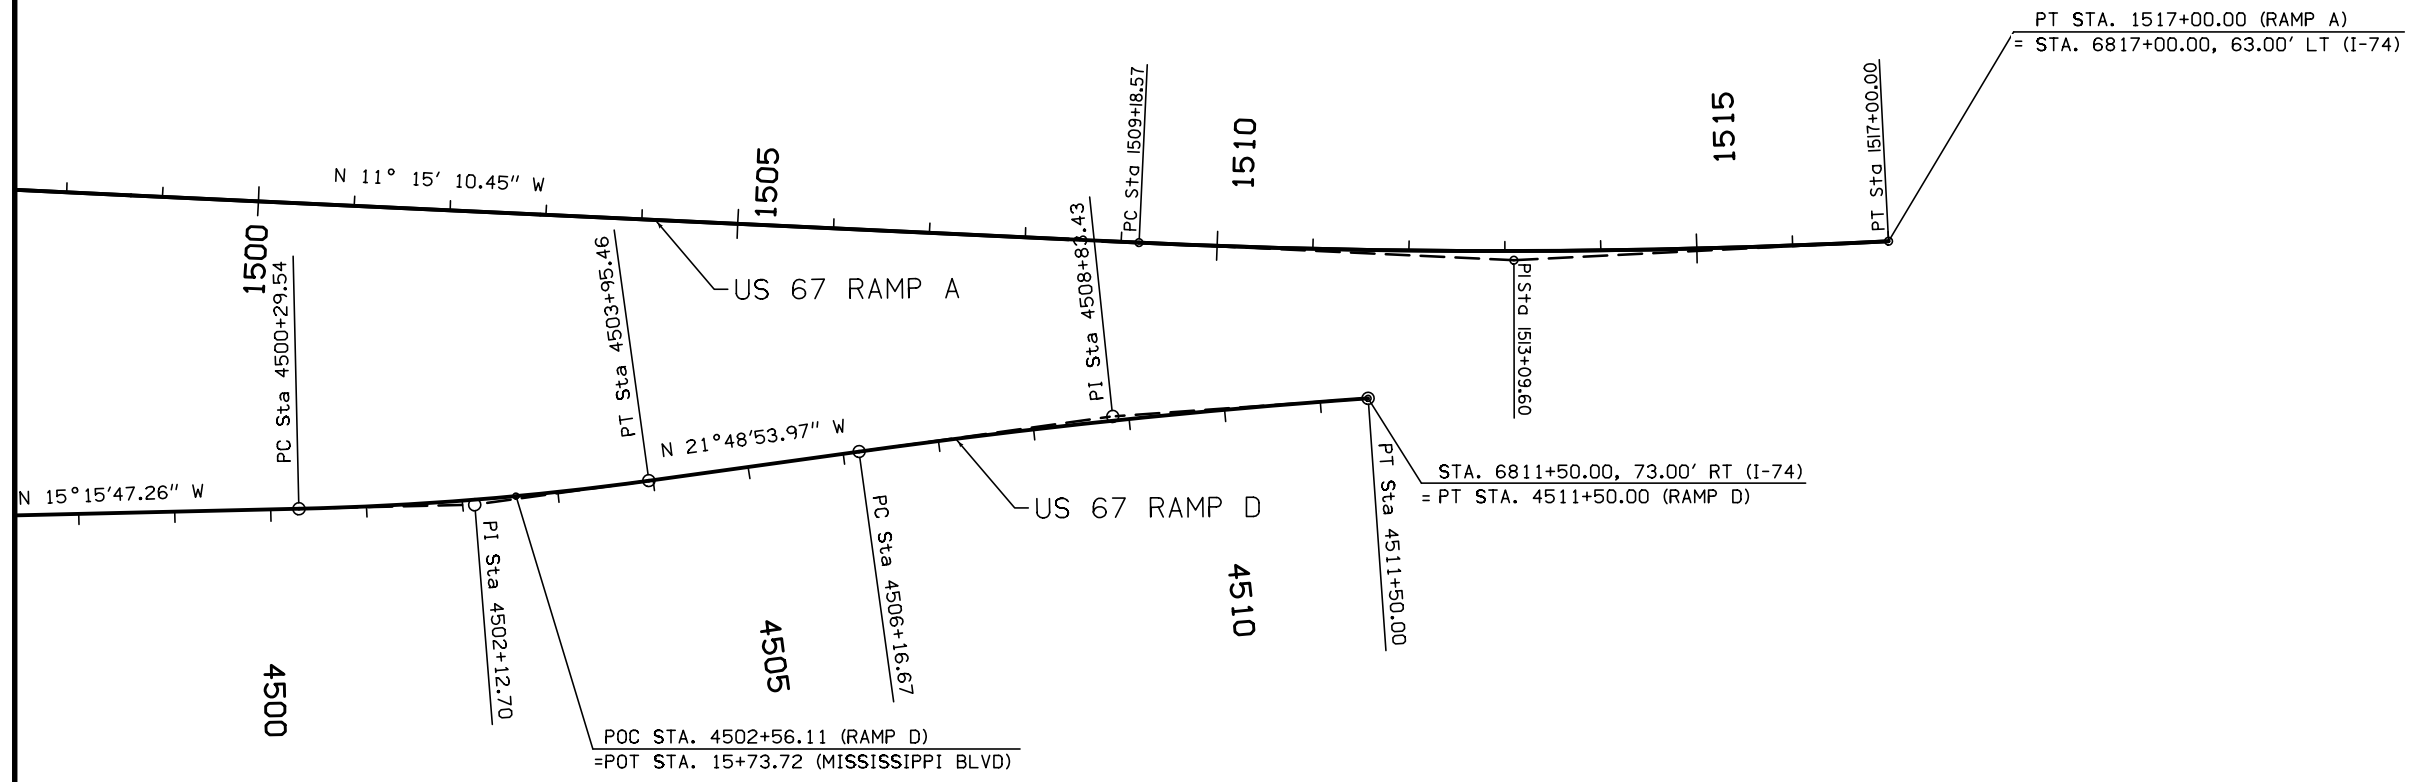 PT STA. 1517+00.00 (RAMP A)
= STA. 6817+00.00, 63.00' LT (I-74)
N 11° 15' 10.45" W
1500
1505
1510
1515
PC Sta 1509+18.57
PI Sta 1513+09.60
PT Sta 1517+00.00
US 67 RAMP A
PC Sta 4500+29.54
PT Sta 4503+95.46
PI Sta 4508+83.43
N 15°15'47.26" W
N 21°48'53.97" W
US 67 RAMP D
PI Sta 4502+12.70
PC Sta 4506+16.67
PT Sta 4511+50.00
STA. 6811+50.00, 73.00' RT (I-74)
= PT STA. 4511+50.00 (RAMP D)
4500
4505
4510
POC STA. 4502+56.11 (RAMP D)
=POT STA. 15+73.72 (MISSISSIPPI BLVD)